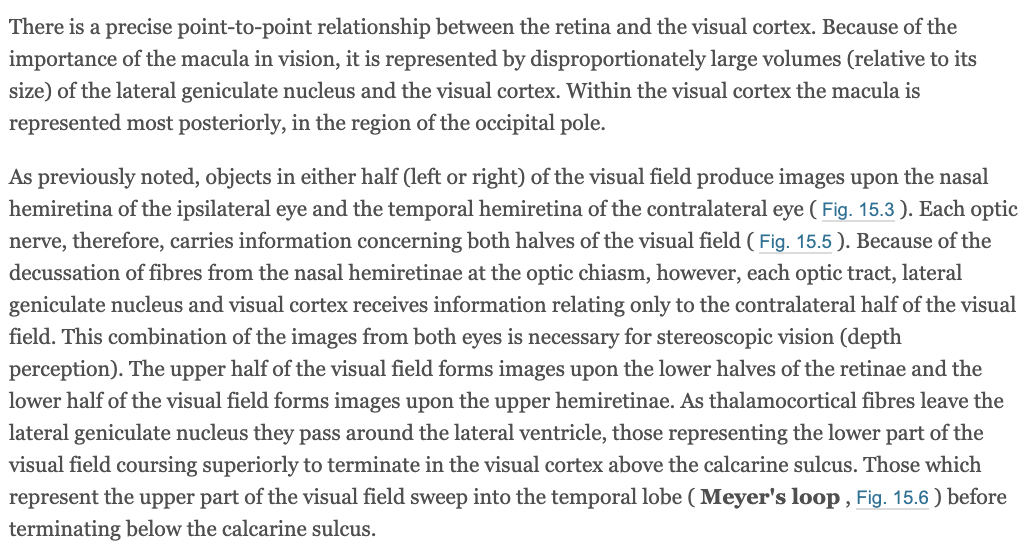 There is a precise point-to-point relationship between the retina and the visual cortex. Because of the
importance of the macula in vision, it is represented by disproportionately large volumes (relative to its
size) of the lateral geniculate nucleus and the visual cortex. Within the visual cortex the macula is
represented most posteriorly, in the region of the occipital pole.
As previously noted, objects in either half (left or right) of the visual field produce images upon the nasal
hemiretina of the ipsilateral eye and the temporal hemiretina of the contralateral eye ( Fig. 15.3 ). Each optic
nerve, therefore, carries information concerning both halves of the visual field ( Fig. 15.5 ). Because of the
decussation of fibres from the nasal hemiretinae at the optic chiasm, however, each optic tract, lateral
geniculate nucleus and visual cortex receives information relating only to the contralateral half of the visual
field. This combination of the images from both eyes is necessary for stereoscopic vision (depth
perception). The upper half of the visual field forms images upon the lower halves of the retinae and the
lower half of the visual field forms images upon the upper hemiretinae. As thalamocortical fibres leave the
lateral geniculate nucleus they pass around the lateral ventricle, those representing the lower part of the
visual field coursing superiorly to terminate in the visual cortex above the calcarine sulcus. Those which
represent the upper part of the visual field sweep into the temporal lobe ( Meyer's loop , Fig. 15.6 ) before
terminating below the calcarine sulcus.